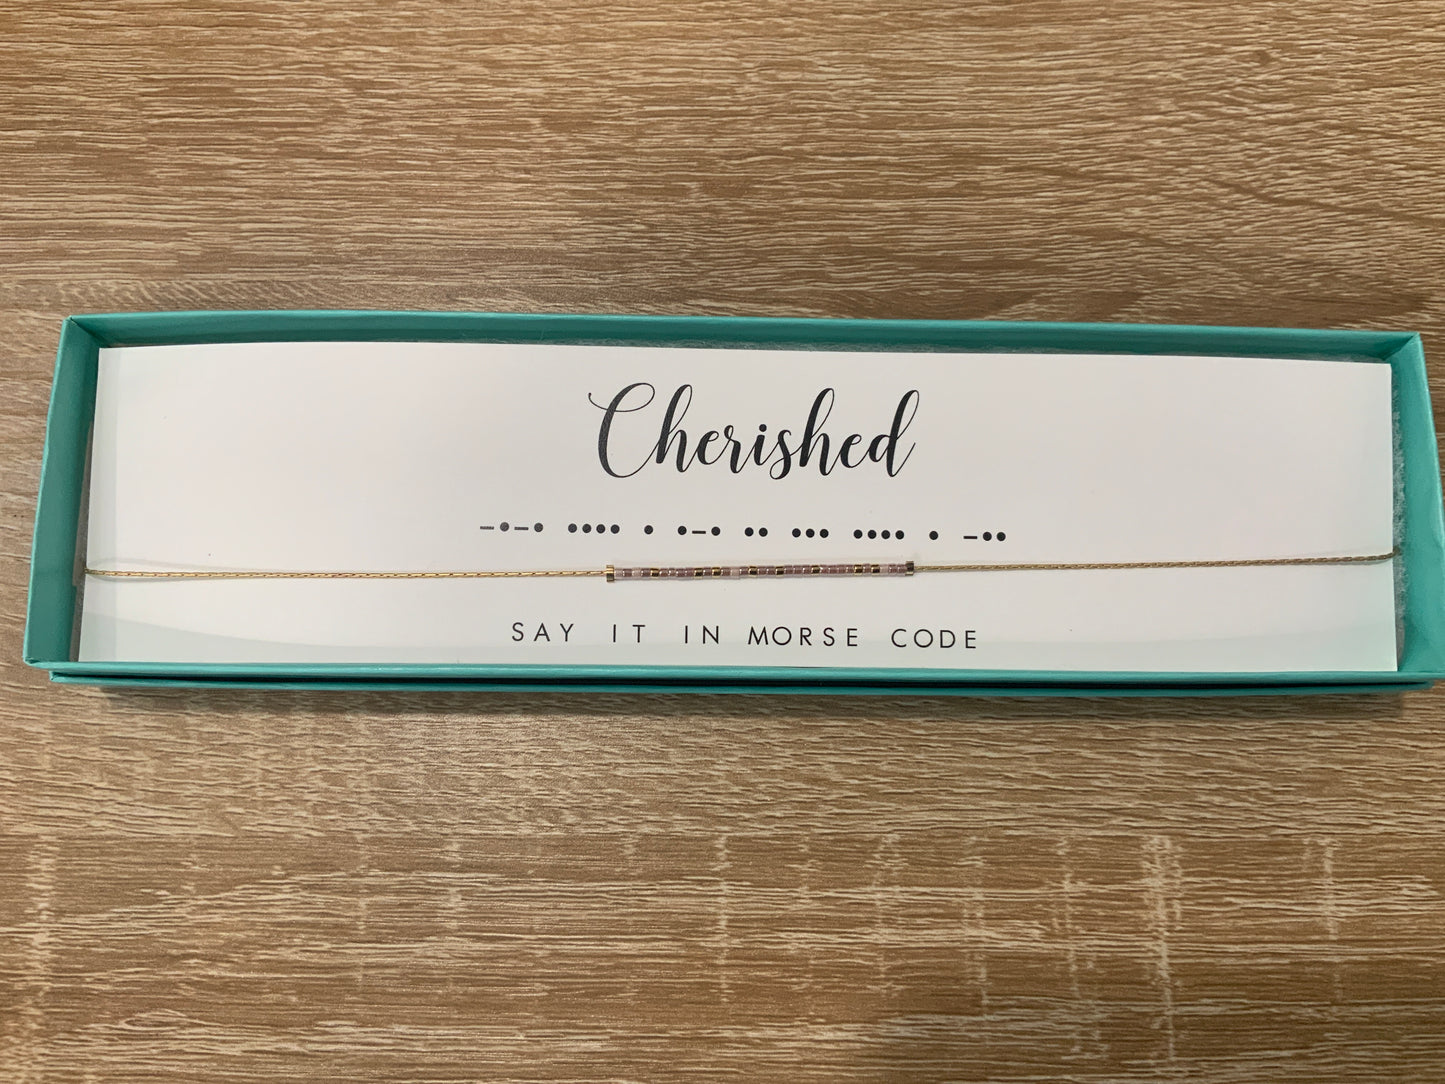 Cherished
–•–• •••• • •–• •• ••• •••• • –••
SAY IT IN MORSE CODE